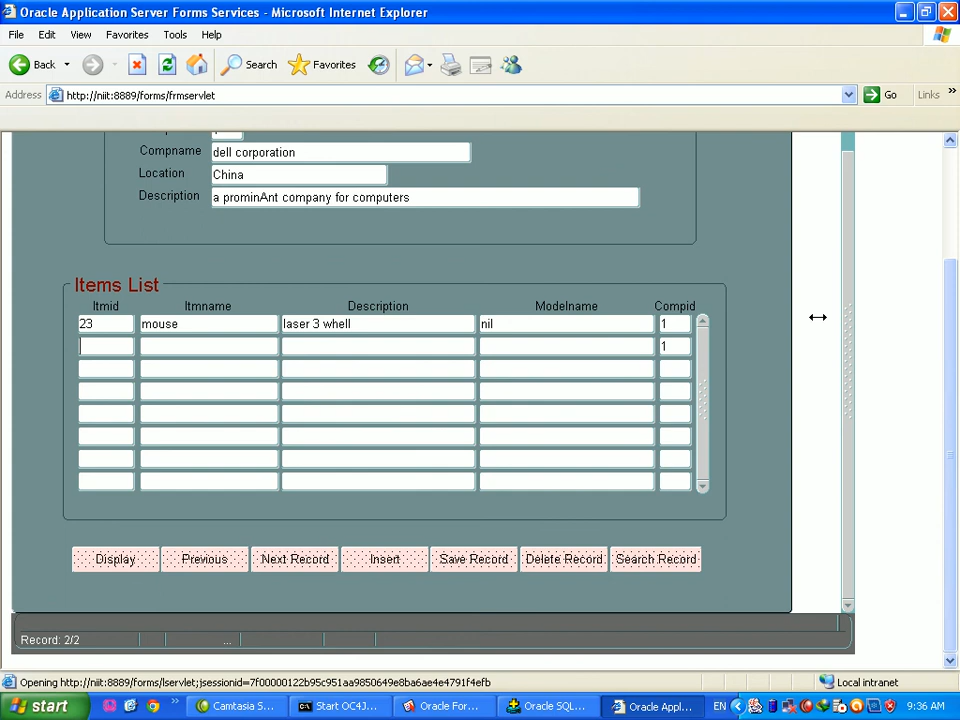 Oracle Application Server Forms Services - Microsoft Internet Explorer
File Edit View Favorites Tools Help
Back Search Favorites
Address http://niit:8889/forms/frmservlet Go Links »
Compname dell corporation
Location China
Description a prominAnt company for computers
Items List
Itmid Itmname Description Modelname Compid
23 mouse laser 3 whell nil 1
1
Display Previous Next Record Insert Save Record Delete Record Search Record
Record: 2/2 ...
Opening http://niit:8889/forms/lservlet;jsessionid=7f00000122b95c951aa9850649e8ba6ae4e4791f4efb Local intranet
start » Camtasia S... Start OC4J... Oracle For... Oracle SQL... Oracle Appl... EN 9:36 AM